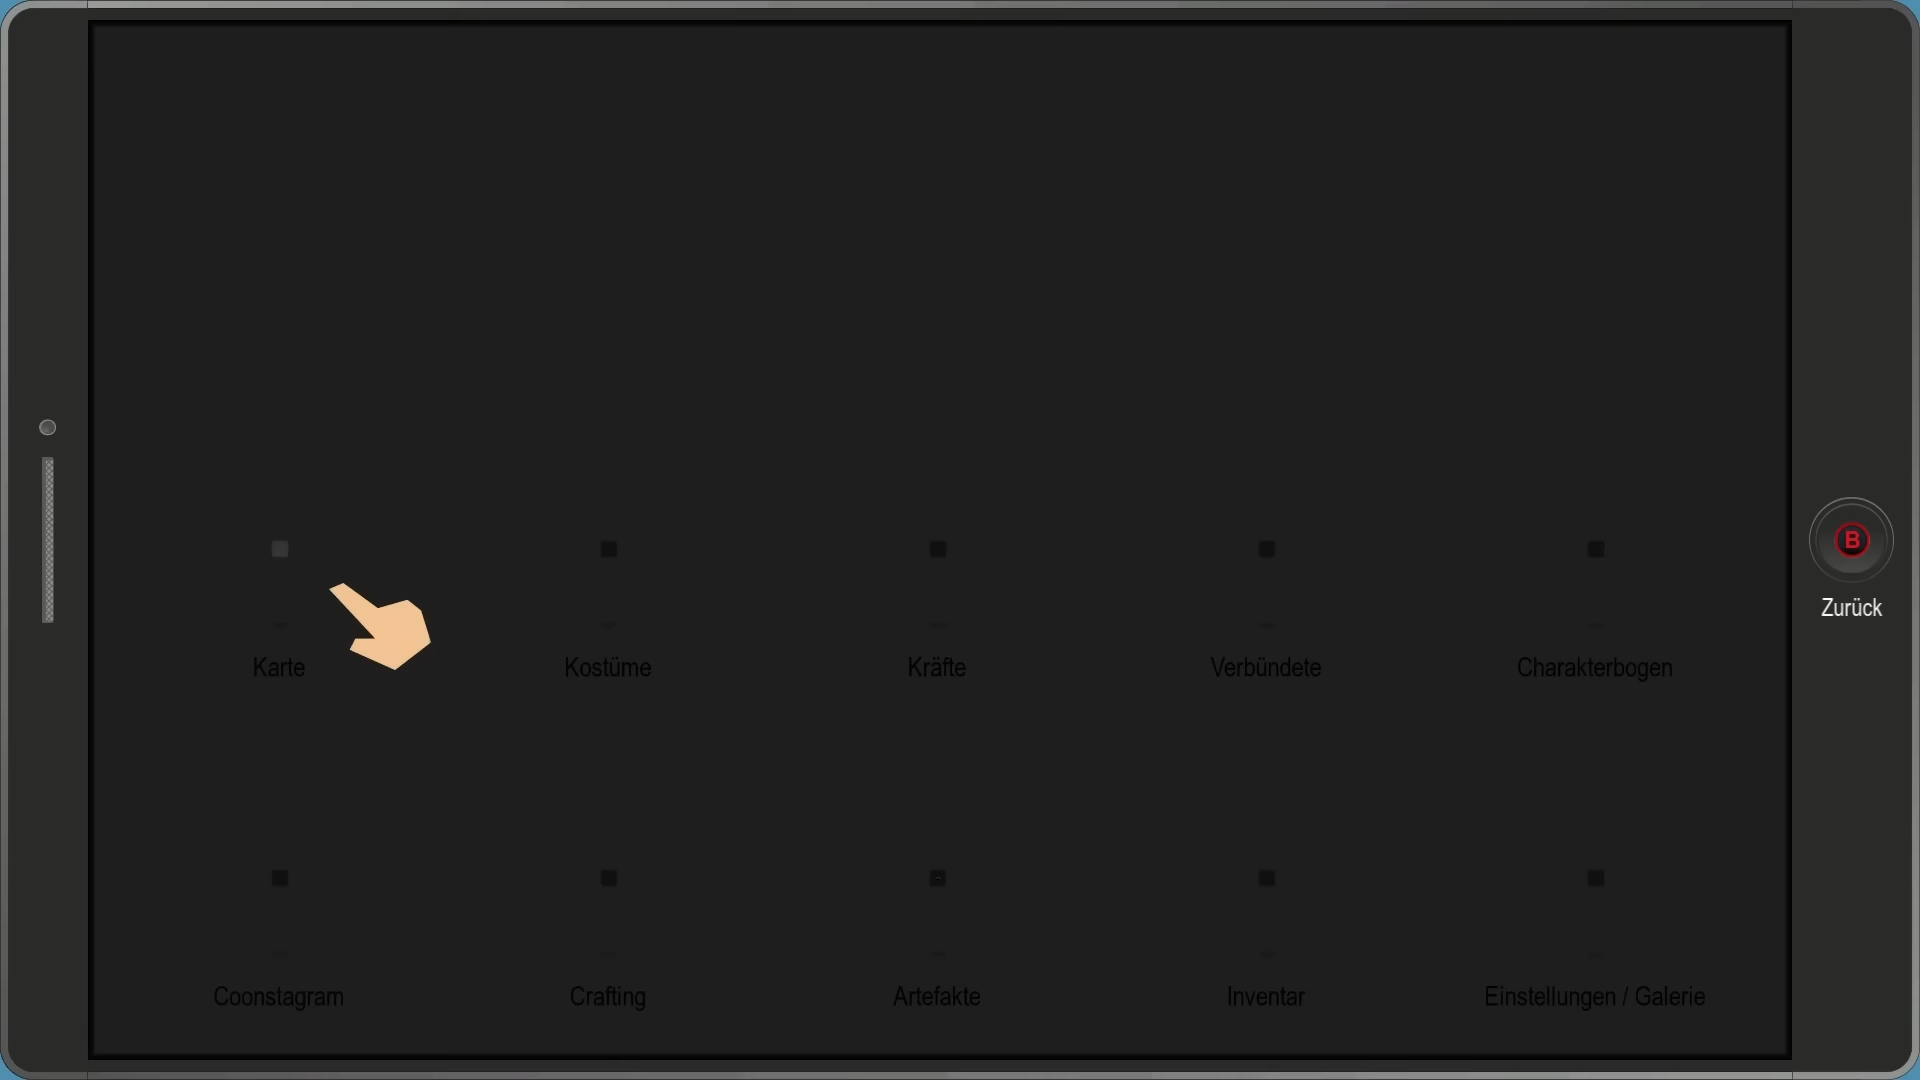 B
Zurück
Karte
Kostüme
Kräfte
Verbündete
Charakterbogen
Coonstagram
Crafting
Artefakte
Inventar
Einstellungen / Galerie